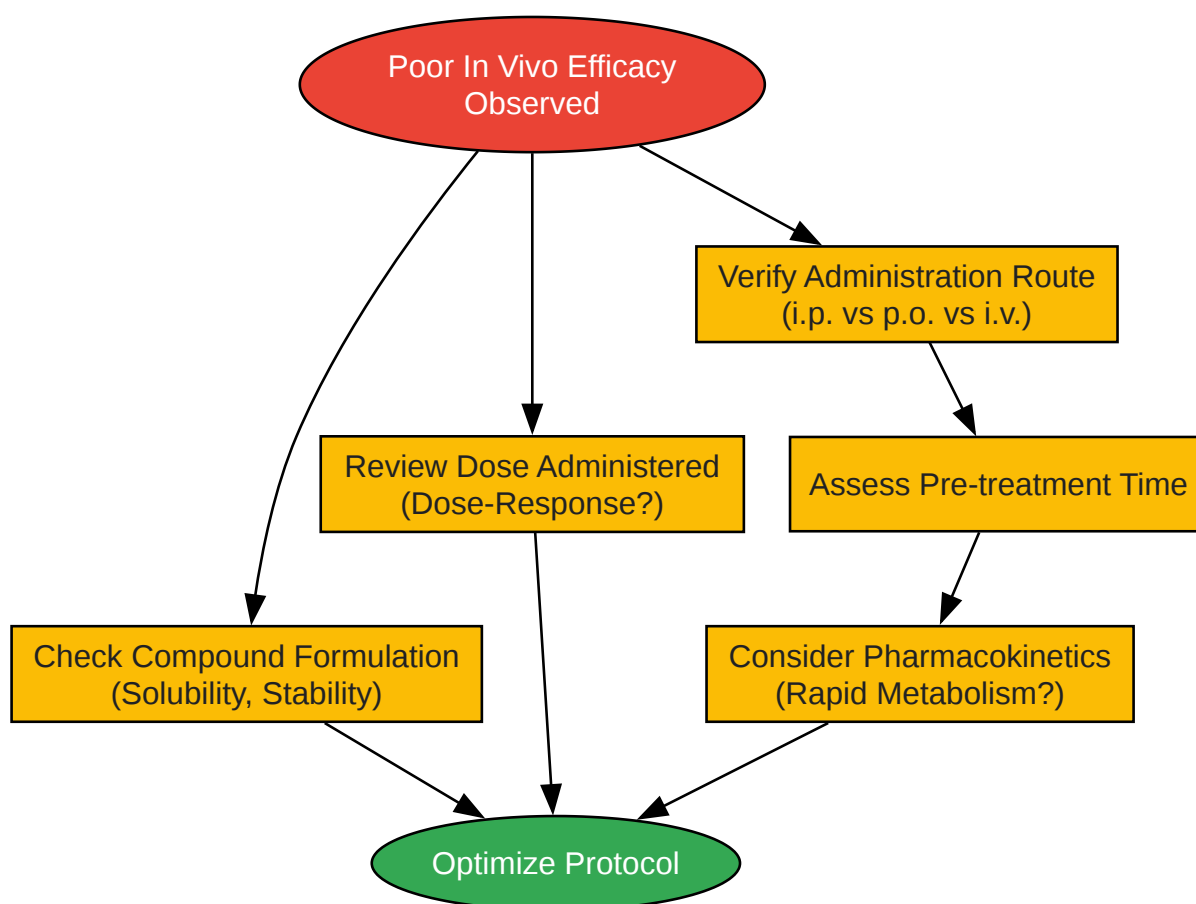 Poor In Vivo Efficacy
Observed
Verify Administration Route
(i.p. vs p.o. vs i.v.)
Review Dose Administered
(Dose-Response?)
Assess Pre-treatment Time
Check Compound Formulation
(Solubility, Stability)
Consider Pharmacokinetics
(Rapid Metabolism?)
Optimize Protocol